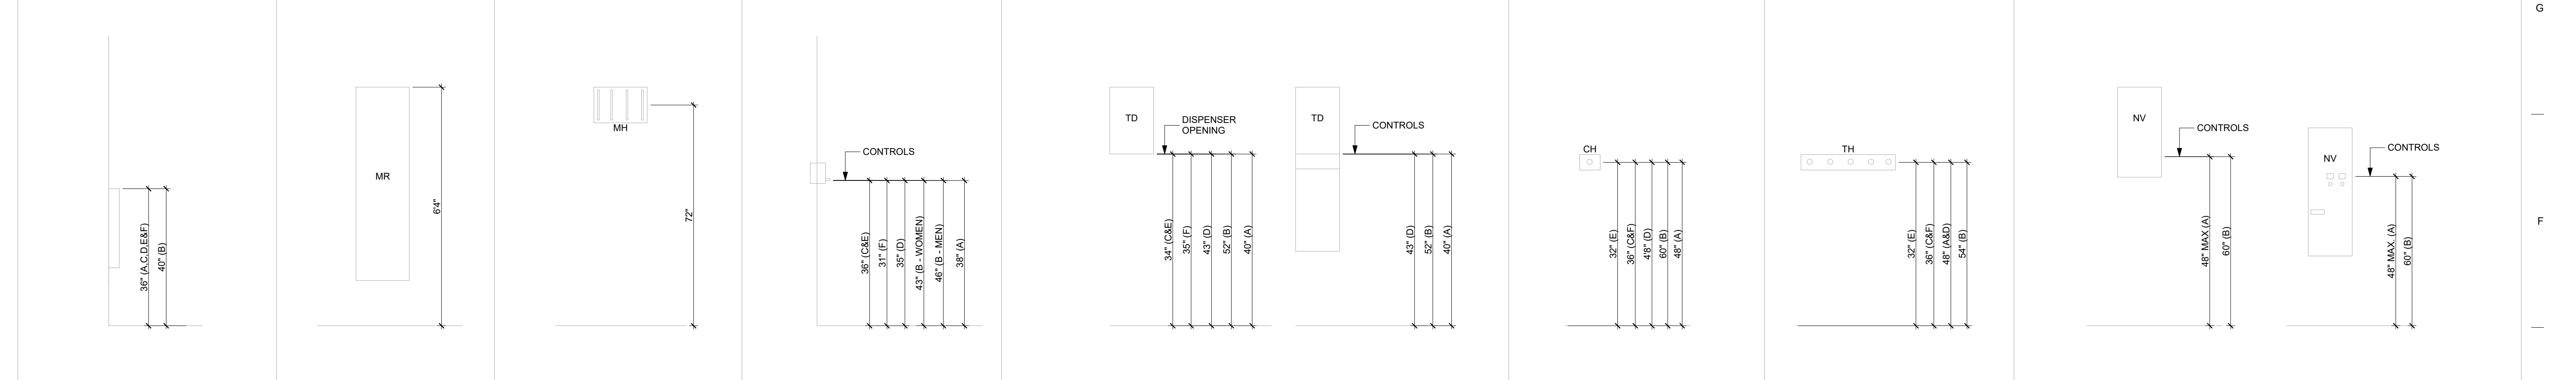 G
36" (A,C,D,E&F)
40" (B)
MR
6'4"
MH
72"
CONTROLS
36" (C&E)
31" (F)
35" (D)
43" (B - WOMEN)
46" (B - MEN)
38" (A)
TD
DISPENSER
OPENING
34" (C&E)
35" (F)
43" (D)
52" (B)
40" (A)
TD
CONTROLS
43" (D)
52" (B)
40" (A)
CH
32" (E)
36" (C&F)
4'8" (D)
60" (B)
48" (A)
TH
32" (E)
36" (C&F)
48" (A&D)
54" (B)
NV
CONTROLS
48" MAX (A)
60" (B)
NV
CONTROLS
48" MAX. (A)
60" (B)
F